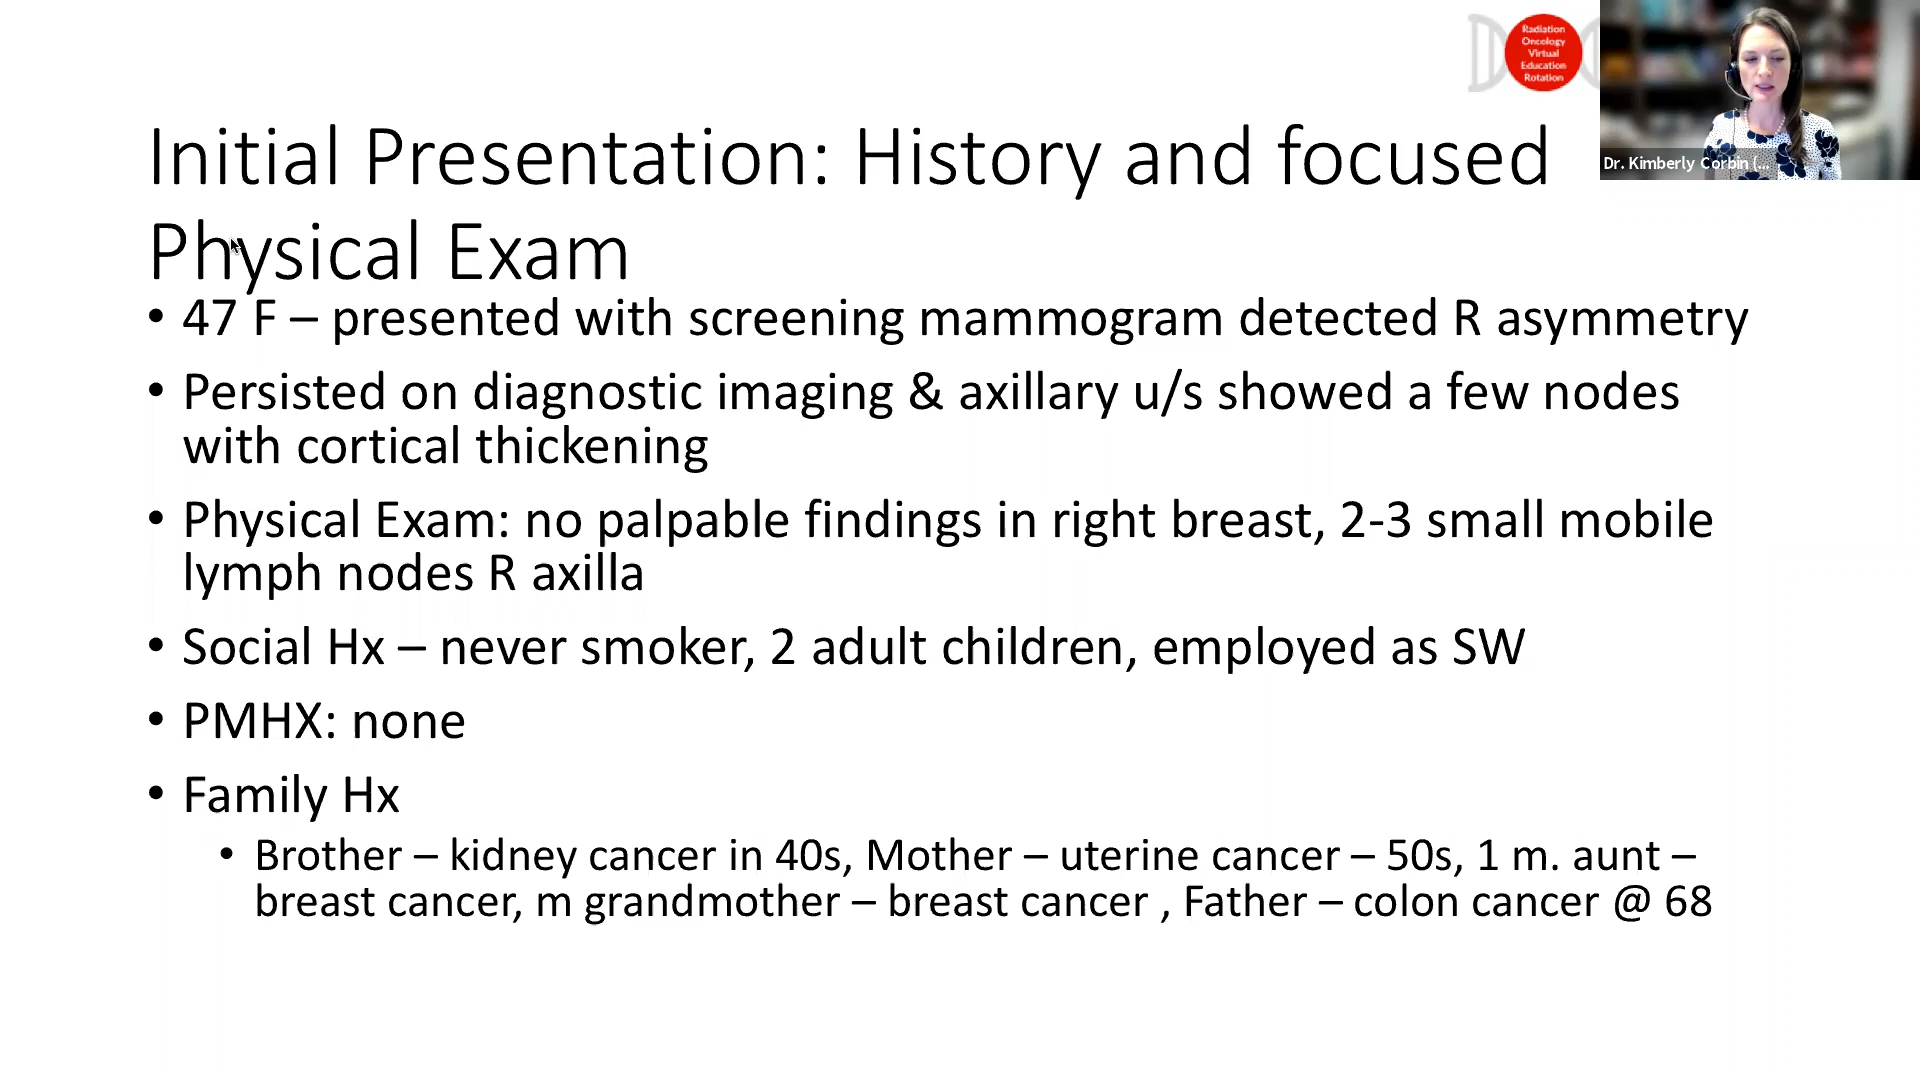 Radiation
Oncology
Virtual
Education
Rotation
Dr. Kimberly Corbin (...
Initial Presentation: History and focused
Physical Exam
• 47 F – presented with screening mammogram detected R asymmetry
• Persisted on diagnostic imaging & axillary u/s showed a few nodes
with cortical thickening
• Physical Exam: no palpable findings in right breast, 2-3 small mobile
lymph nodes R axilla
• Social Hx – never smoker, 2 adult children, employed as SW
• PMHX: none
• Family Hx
• Brother – kidney cancer in 40s, Mother – uterine cancer – 50s, 1 m. aunt –
breast cancer, m grandmother – breast cancer , Father – colon cancer @ 68